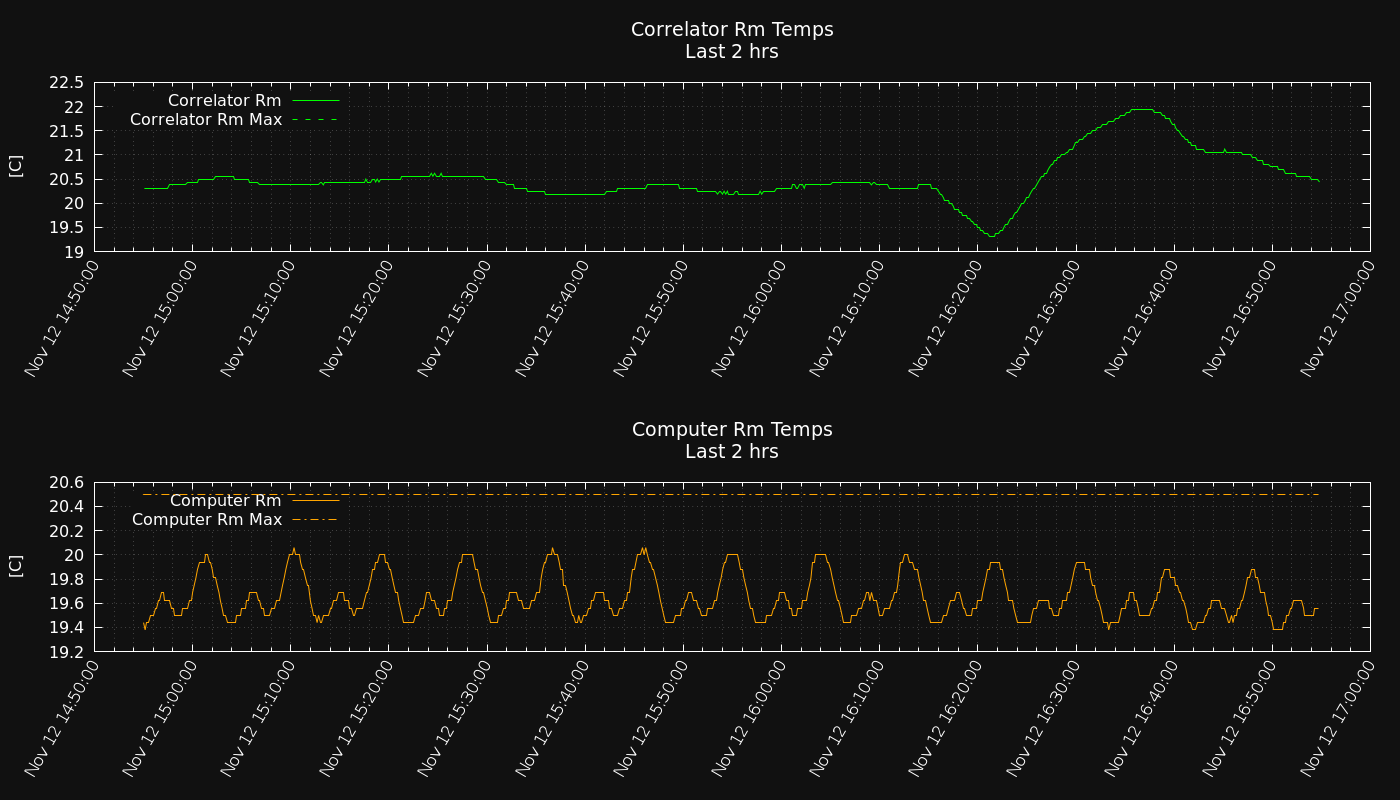 Correlator Rm Temps
Last 2 hrs
22.5
22
21.5
21
20.5
20
19.5
19
[C]
Correlator Rm
Correlator Rm Max
Nov 12 14:50:00
Nov 12 15:00:00
Nov 12 15:10:00
Nov 12 15:20:00
Nov 12 15:30:00
Nov 12 15:40:00
Nov 12 15:50:00
Nov 12 16:00:00
Nov 12 16:10:00
Nov 12 16:20:00
Nov 12 16:30:00
Nov 12 16:40:00
Nov 12 16:50:00
Nov 12 17:00:00
Computer Rm Temps
Last 2 hrs
20.6
20.4
20.2
20
19.8
19.6
19.4
19.2
[C]
Computer Rm
Computer Rm Max
Nov 12 14:50:00
Nov 12 15:00:00
Nov 12 15:10:00
Nov 12 15:20:00
Nov 12 15:30:00
Nov 12 15:40:00
Nov 12 15:50:00
Nov 12 16:00:00
Nov 12 16:10:00
Nov 12 16:20:00
Nov 12 16:30:00
Nov 12 16:40:00
Nov 12 16:50:00
Nov 12 17:00:00